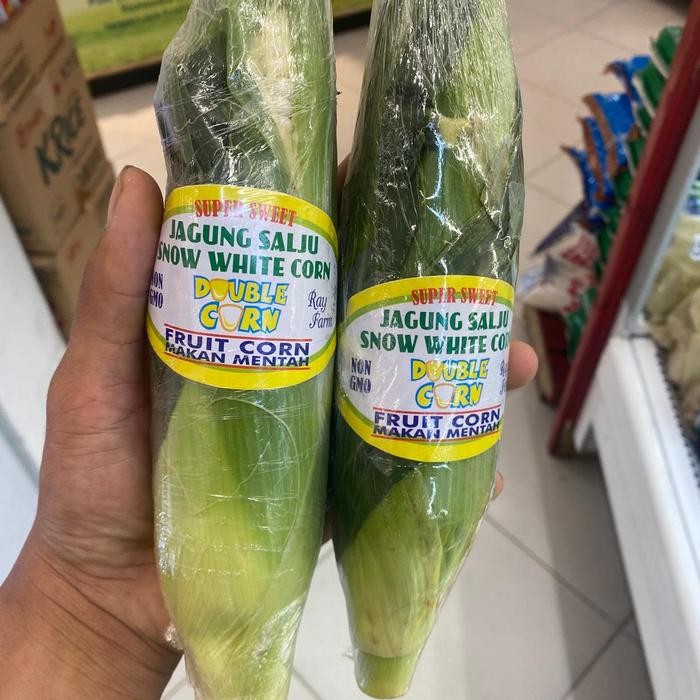 SUPER SWEET
JAGUNG SALJU
SNOW WHITE CORN
NON
GMO
DOUBLE
CORN
Ray
Farm
FRUIT CORN
MAKAN MENTAH
SUPER SWEET
JAGUNG SALJU
SNOW WHITE CORN
NON
GMO
DOUBLE
CORN
FRUIT CORN
MAKAN MENTAH